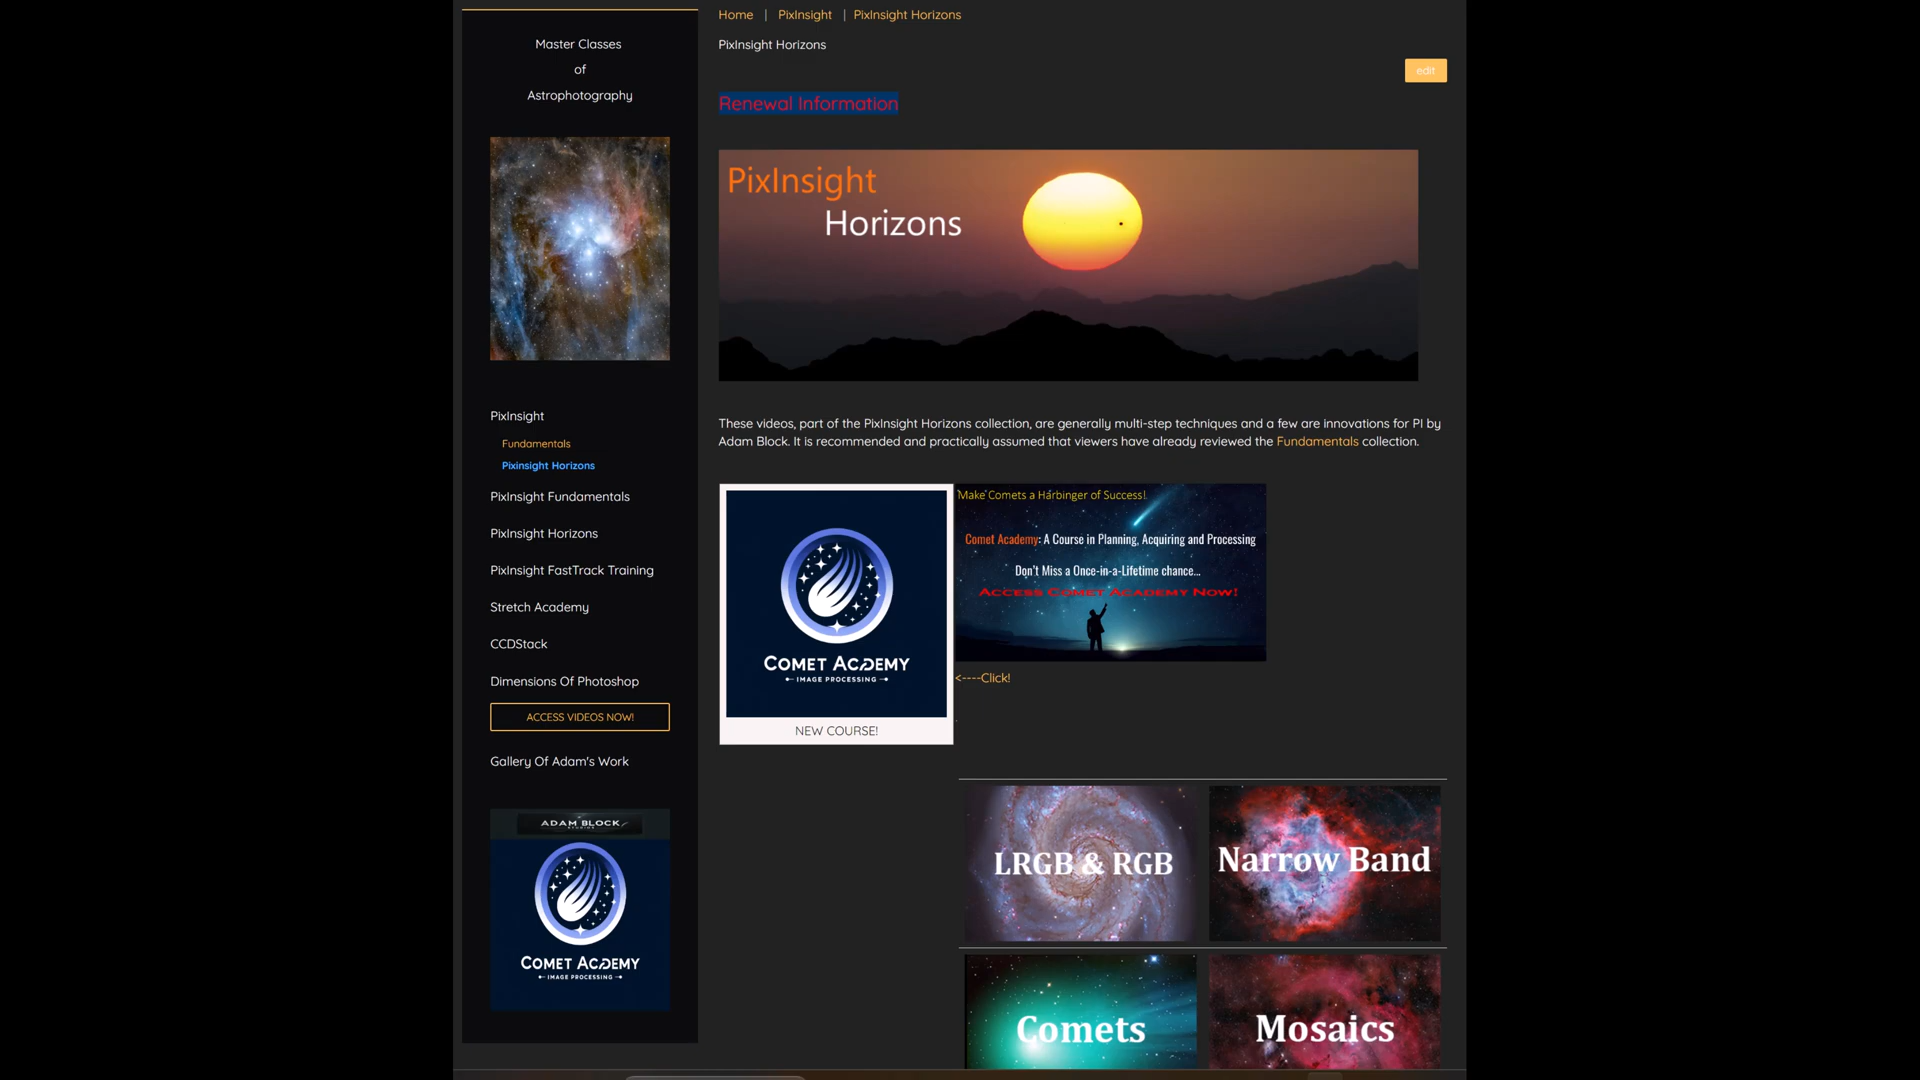 Master Classes
of
Astrophotography
PixInsight
Fundamentals
Pixinsight Horizons
PixInsight Fundamentals
PixInsight Horizons
PixInsight FastTrack Training
Stretch Academy
CCDStack
Dimensions Of Photoshop
ACCESS VIDEOS NOW!
Gallery Of Adam's Work
ADAM BLOCK
STUDIOS
COMET ACADEMY
IMAGE PROCESSING
Home | PixInsight | PixInsight Horizons
PixInsight Horizons
edit
Renewal Information
PixInsight
Horizons
These videos, part of the PixInsight Horizons collection, are generally multi-step techniques and a few are innovations for PI by
Adam Block. It is recommended and practically assumed that viewers have already reviewed the Fundamentals collection.
COMET ACADEMY
IMAGE PROCESSING
NEW COURSE!
Make Comets a Harbinger of Success!
Comet Academy: A Course in Planning, Acquiring and Processing
Don't Miss a Once-in-a-Lifetime chance...
ACCESS COMET ACADEMY NOW!
<----Click!
LRGB & RGB
Narrow Band
Comets
Mosaics